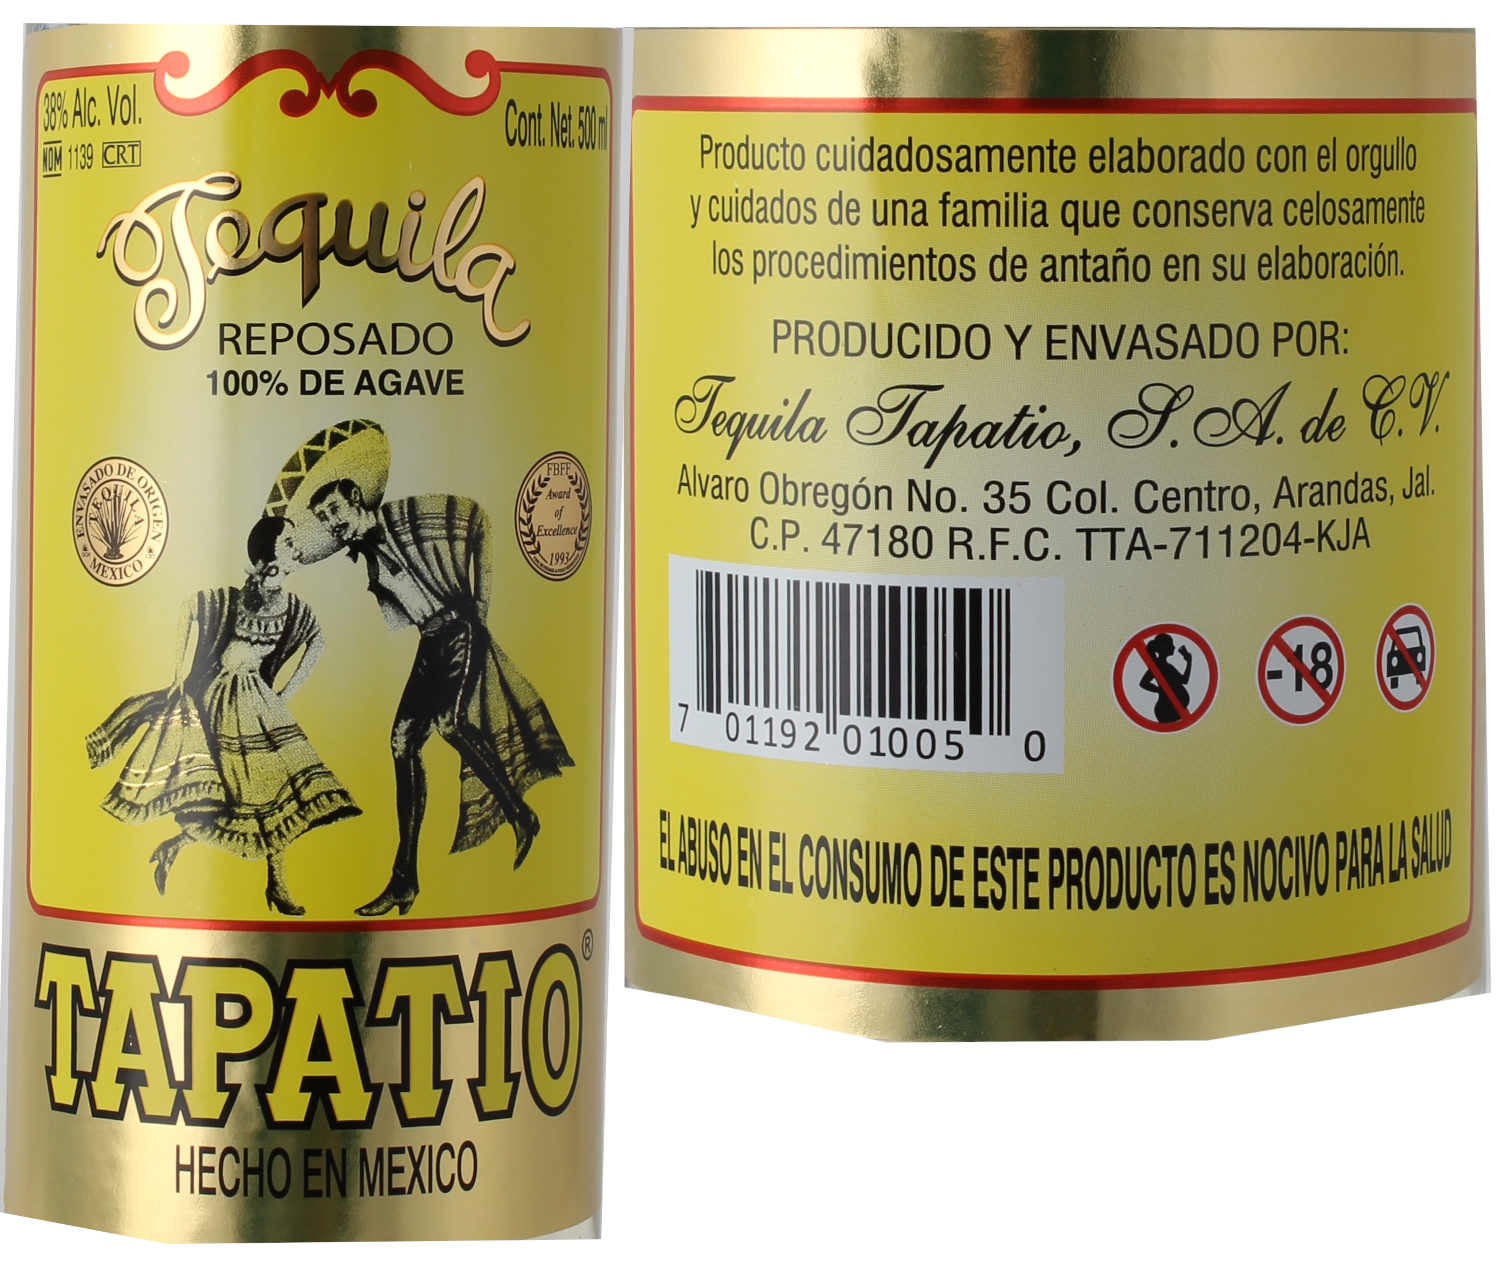 38% Alc. Vol.
NOM 1139 CRT
Cont. Net. 500 ml
Tequila
REPOSADO
100% DE AGAVE
ENVASADO DE ORIGEN
TEQUILA
MEXICO
FBFF
Award
of
Excellence
1993
TAPATIO®
HECHO EN MEXICO
Producto cuidadosamente elaborado con el orgullo
y cuidados de una familia que conserva celosamente
los procedimientos de antaño en su elaboración.
PRODUCIDO Y ENVASADO POR:
Tequila Tapatio, S. A. de C.V.
Alvaro Obregón No. 35 Col. Centro, Arandas, Jal.
C.P. 47180 R.F.C. TTA-711204-KJA
7 01192 01005 0
-18
EL ABUSO EN EL CONSUMO DE ESTE PRODUCTO ES NOCIVO PARA LA SALUD